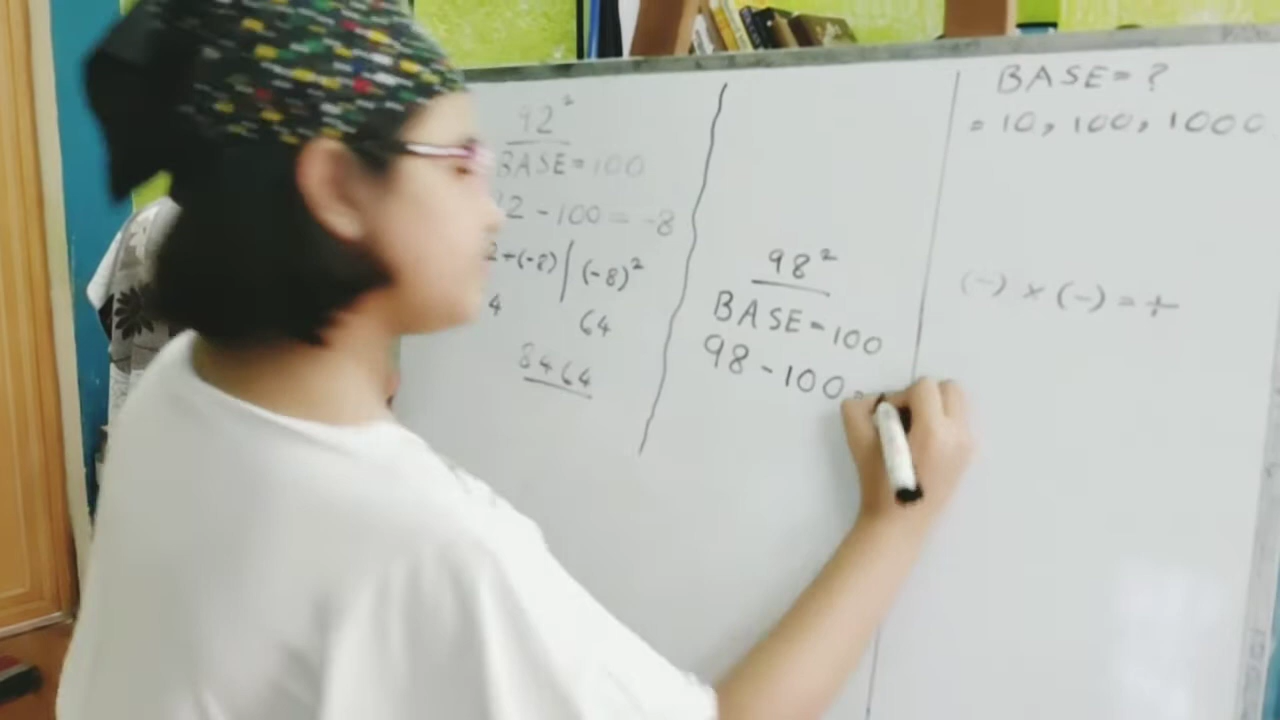 92²
BASE = 100
2 - 100 = -8
2+(-8) | (-8)²
4 64
8464
98²
BASE = 100
98 - 100 =
BASE = ?
= 10, 100, 1000
(-) × (-) = +